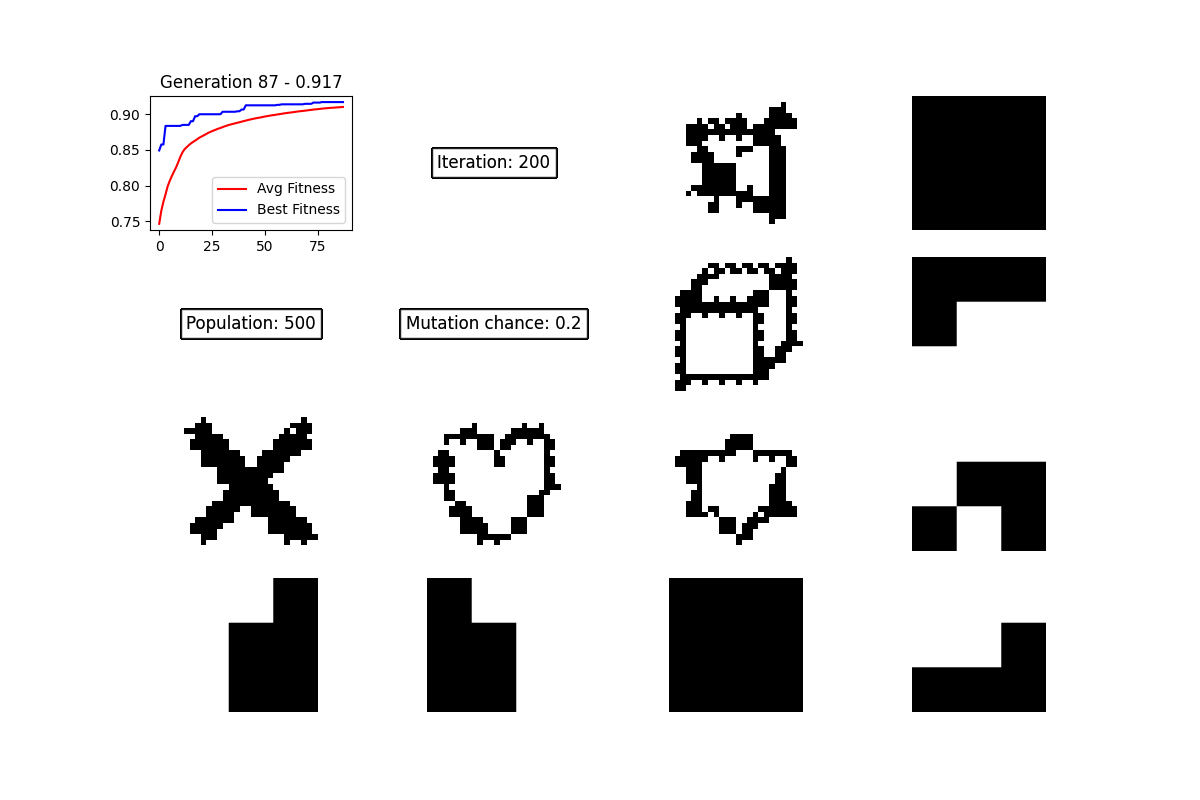 Generation 87 - 0.917
0.90
0.85
0.80
0.75
Avg Fitness
Best Fitness
0 25 50 75
Iteration: 200
Population: 500
Mutation chance: 0.2